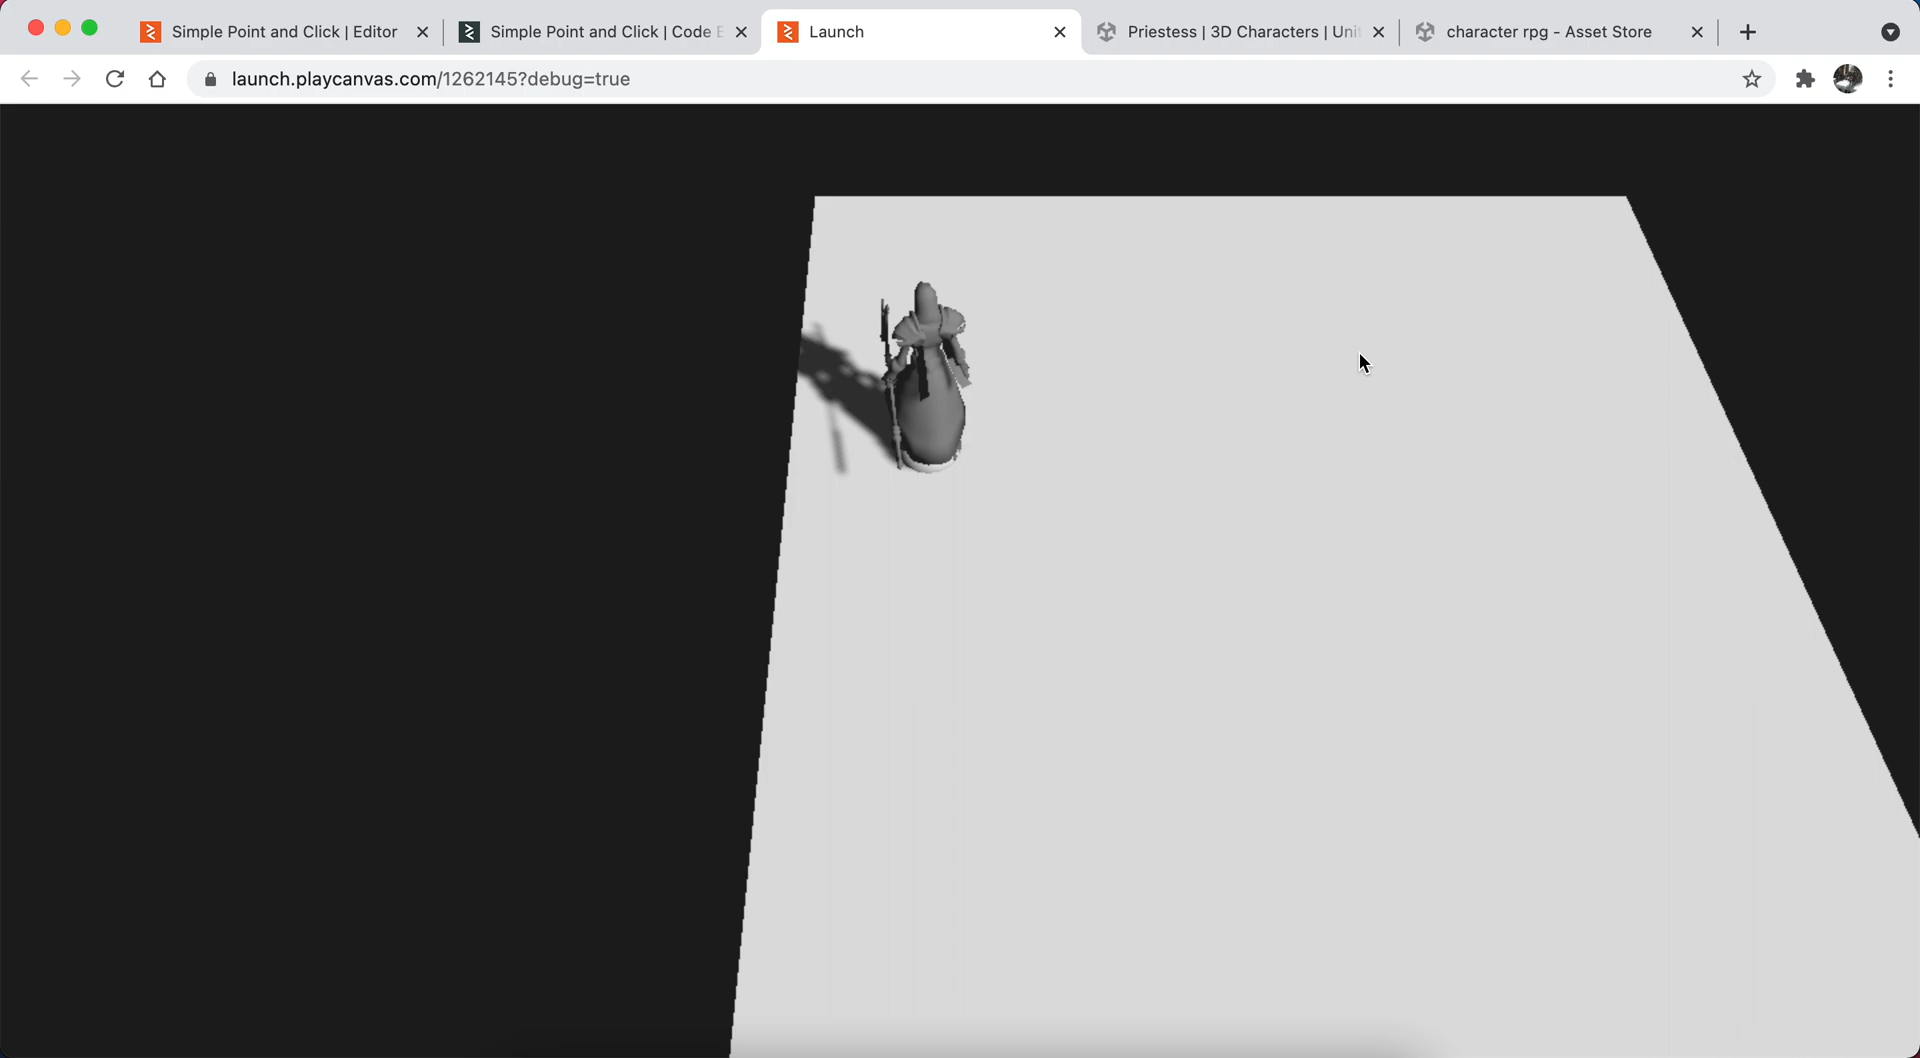 Simple Point and Click | Editor
Simple Point and Click | Code E
Launch
Priestess | 3D Characters | Uni
character rpg - Asset Store
launch.playcanvas.com/1262145?debug=true